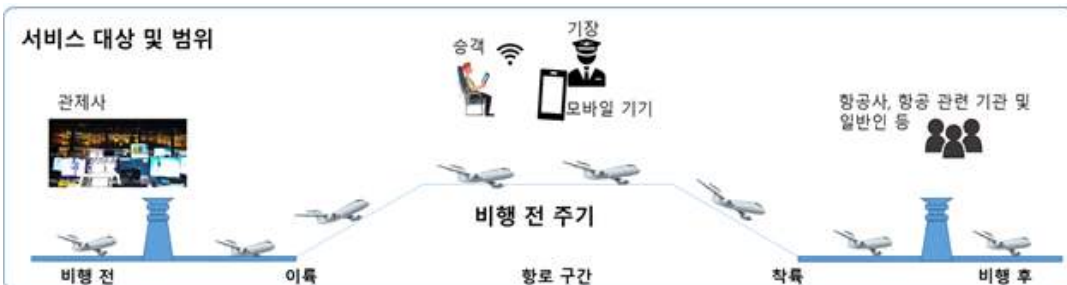 서비스 대상 및 범위
승객
기장
모바일 기기
관제사
항공사, 항공 관련 기관 및
일반인 등
비행 전 주기
비행 전
이륙
항로 구간
착륙
비행 후